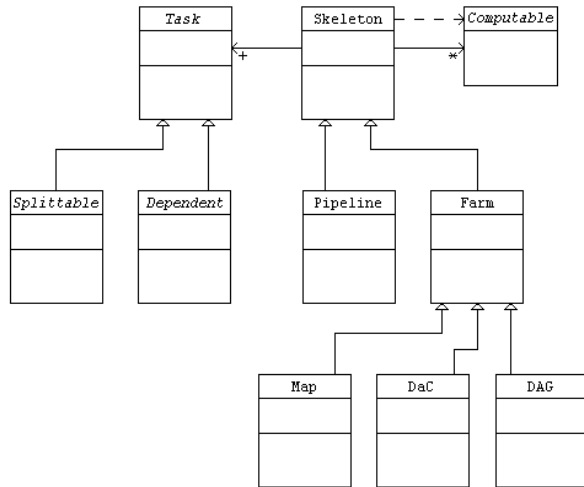 Task
Skeleton
Computable
+
*
Splittable
Dependent
Pipeline
Farm
Map
DaC
DAG